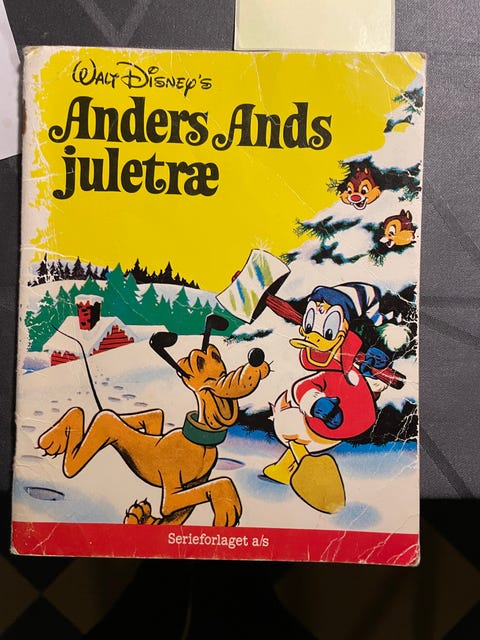 Walt Disney's
Anders Ands
juletræ
Serieforlaget a/s